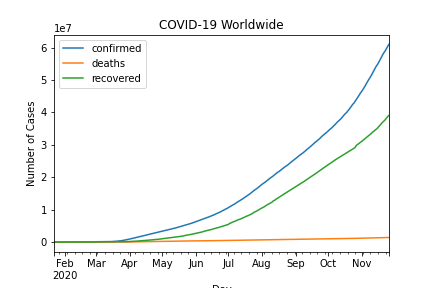 COVID-19 Worldwide
1e7
confirmed
deaths
recovered
Number of Cases
6
5
4
3
2
1
0
Feb Mar Apr May Jun Jul Aug Sep Oct Nov
2020